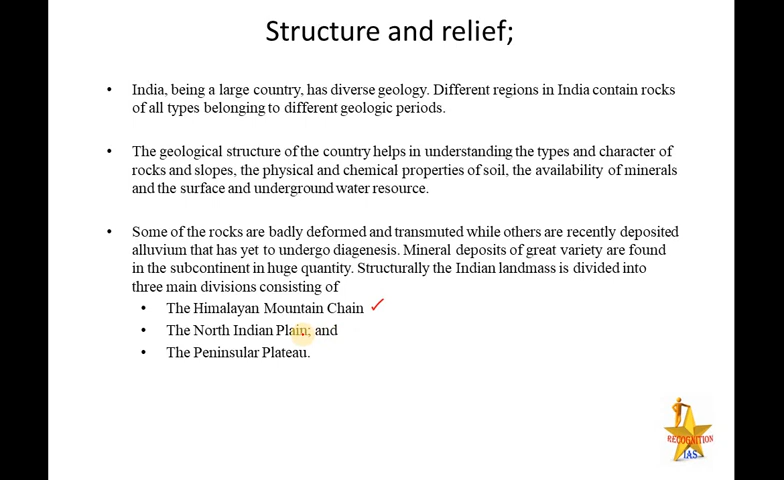 Structure and relief;
• India, being a large country, has diverse geology. Different regions in India contain rocks
of all types belonging to different geologic periods.
• The geological structure of the country helps in understanding the types and character of
rocks and slopes, the physical and chemical properties of soil, the availability of minerals
and the surface and underground water resource.
• Some of the rocks are badly deformed and transmuted while others are recently deposited
alluvium that has yet to undergo diagenesis. Mineral deposits of great variety are found
in the subcontinent in huge quantity. Structurally the Indian landmass is divided into
three main divisions consisting of
• The Himalayan Mountain Chain
• The North Indian Plain; and
• The Peninsular Plateau.
RECOGNITION
IAS